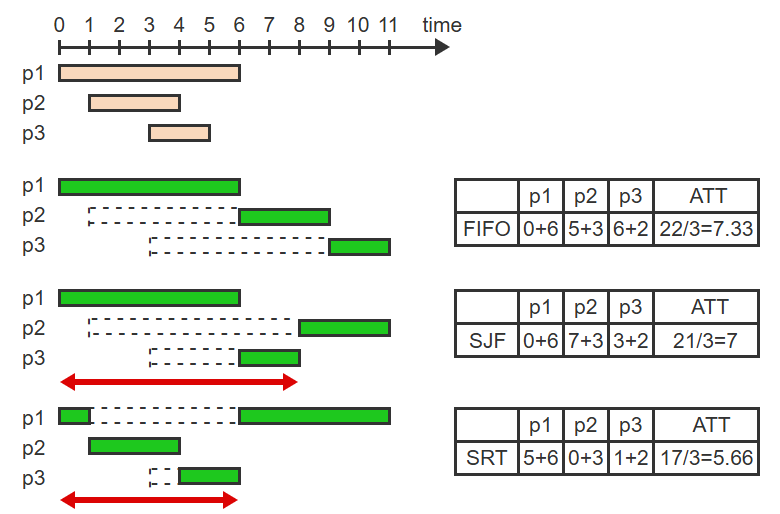 0 1 2 3 4 5 6 7 8 9 10 11 time
p1
p2
p3
p1
p2
p3
p1 p2 p3 ATT
FIFO 0+6 5+3 6+2 22/3=7.33
p1
p2
p3
p1 p2 p3 ATT
SJF 0+6 7+3 3+2 21/3=7
p1
p2
p3
p1 p2 p3 ATT
SRT 5+6 0+3 1+2 17/3=5.66